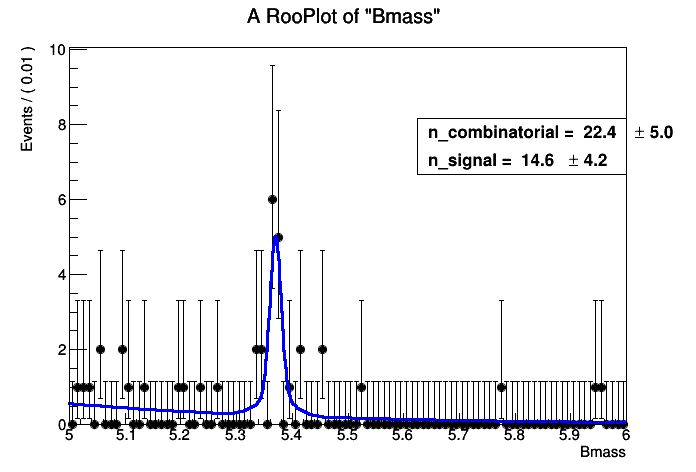 A RooPlot of "Bmass"
Events / ( 0.01 )
10
8
6
4
2
0
n_combinatorial = 22.4 ± 5.0
n_signal = 14.6 ± 4.2
5 5.1 5.2 5.3 5.4 5.5 5.6 5.7 5.8 5.9 6
Bmass